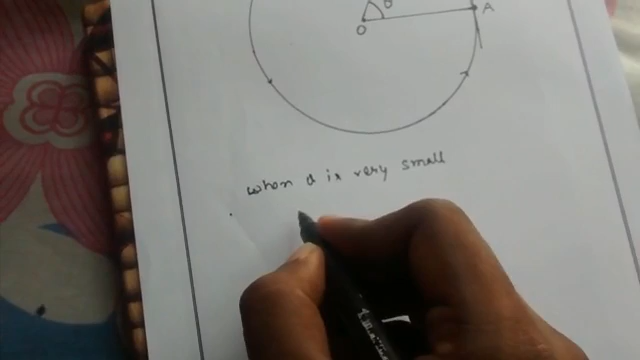 θ
O
A
when d is very small